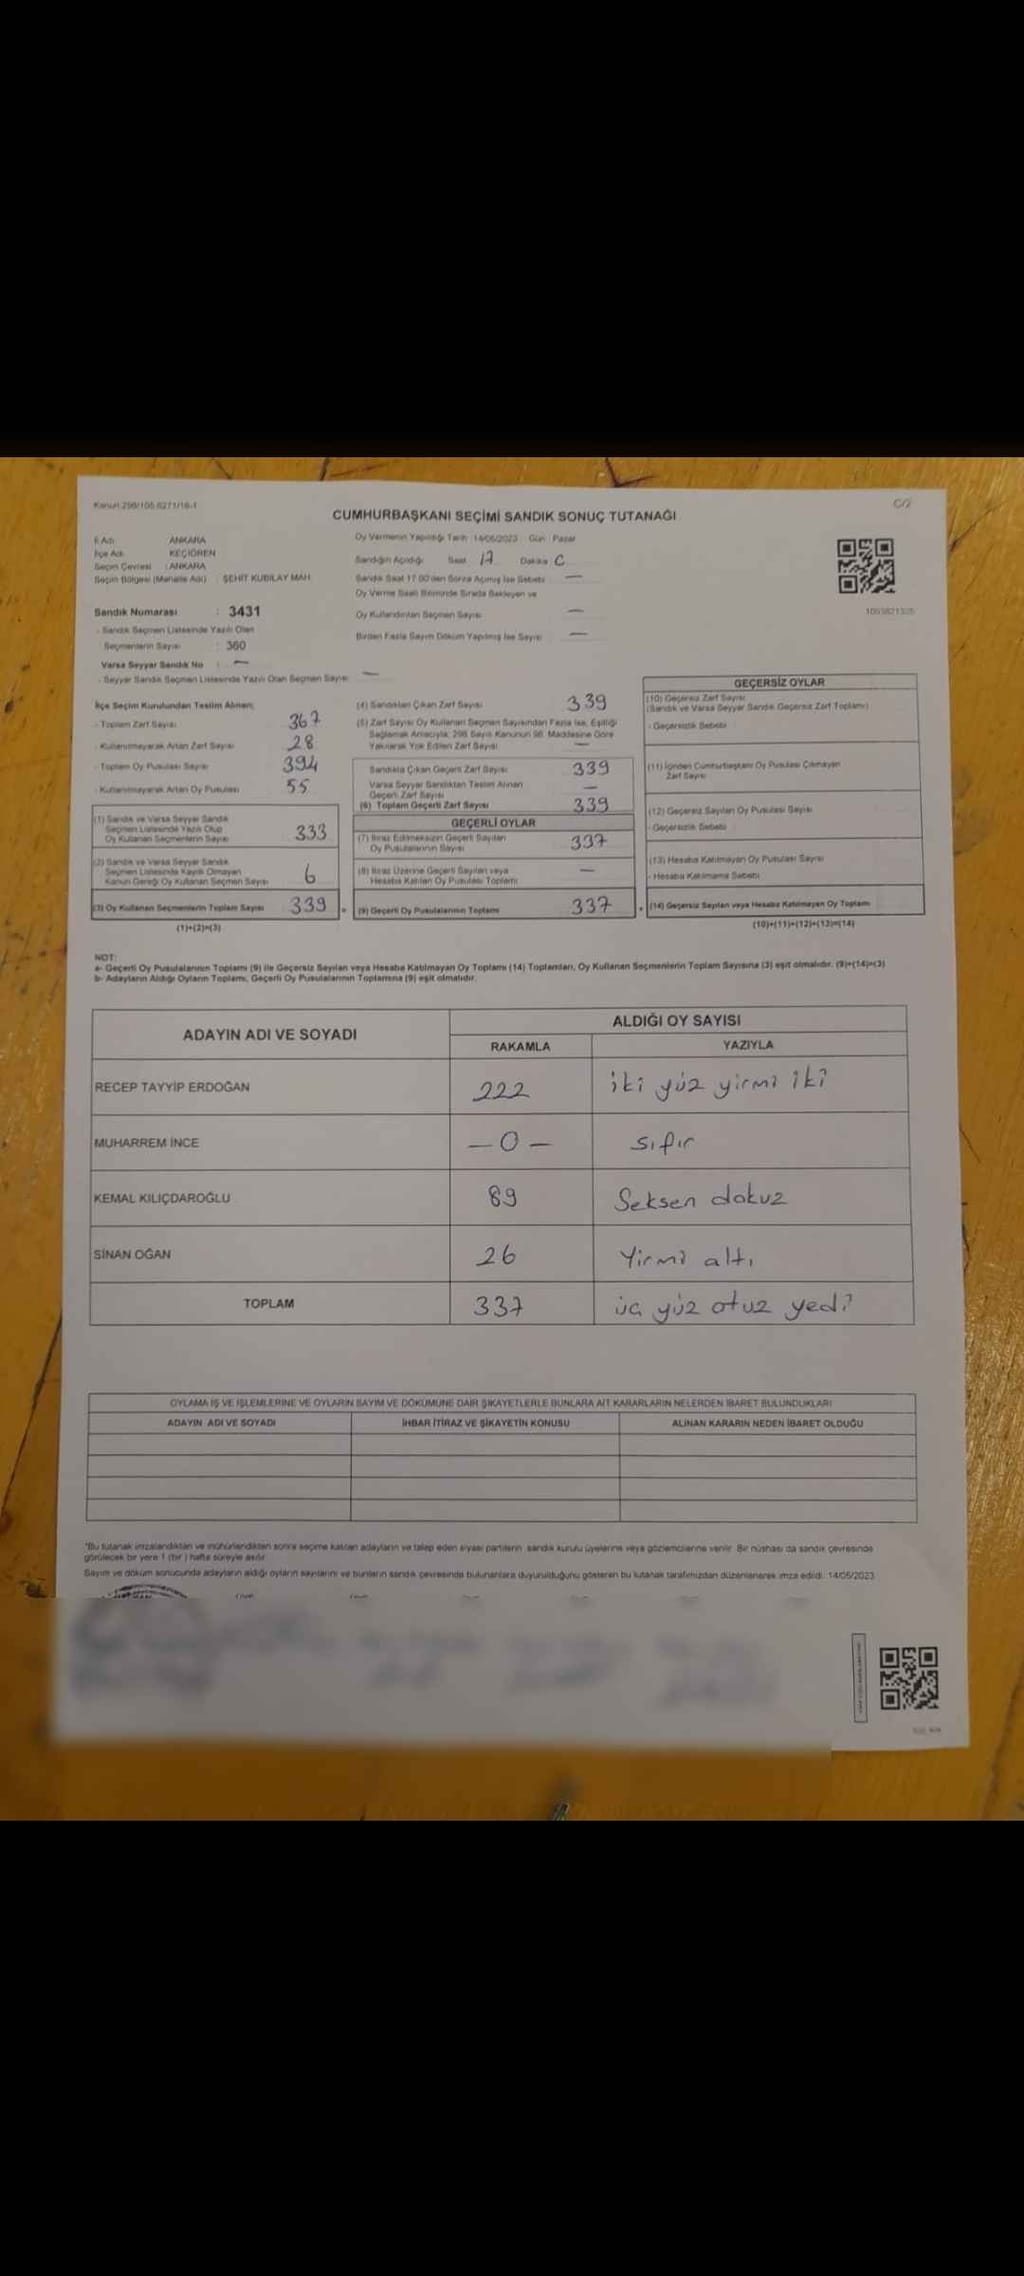 Kanun:298/105.6271/16-1
C/2
CUMHURBAŞKANI SEÇİMİ SANDIK SONUÇ TUTANAĞI
İl Adı ANKARA
İlçe Adı KEÇİÖREN
Seçim Çevresi : ANKARA
Seçim Bölgesi (Mahalle Adı) : ŞEHİT KUBİLAY MAH.
Oy Vermenin Yapıldığı Tarih : 14/05/2023 Gün : Pazar
Sandığın Açıldığı Saat 17 Dakika
Sandık Saat 17.00'den Sonra Açılmış İse Sebebi —
Oy Verme Saati Bitiminde Sırada Bekleyen ve
Oy Kullandırılan Seçmen Sayısı —
Birden Fazla Sayım Döküm Yapılmış İse Sayısı —
1003821325
Sandık Numarası : 3431
- Sandık Seçmen Listesinde Yazılı Olan
Seçmenlerin Sayısı : 360
Varsa Seyyar Sandık No : —
- Seyyar Sandık Seçmen Listesinde Yazılı Olan Seçmen Sayısı —
İlçe Seçim Kurulundan Teslim Alınan;
- Toplam Zarf Sayısı 367
- Kullanılmayarak Artan Zarf Sayısı 28
- Toplam Oy Pusulası Sayısı 394
- Kullanılmayarak Artan Oy Pusulası 55
(1) Sandık ve Varsa Seyyar Sandık
Seçmen Listesinde Yazılı Olup
Oy Kullanan Seçmenlerin Sayısı 333
(2) Sandık ve Varsa Seyyar Sandık
Seçmen Listesinde Kayıtlı Olmayan
Kanun Gereği Oy Kullanan Seçmen Sayısı 6
(3) Oy Kullanan Seçmenlerin Toplam Sayısı 339
(1)+(2)=(3)
(4) Sandıktan Çıkan Zarf Sayısı 339
(5) Zarf Sayısı Oy Kullanan Seçmen Sayısından Fazla İse, Eşitliği
Sağlamak Amacıyla; 298 Sayılı Kanunun 98. Maddesine Göre
Yakılarak Yok Edilen Zarf Sayısı —
Sandıkta Çıkan Geçerli Zarf Sayısı 339
Varsa Seyyar Sandıktan Teslim Alınan
Geçerli Zarf Sayısı —
(6) Toplam Geçerli Zarf Sayısı 339
GEÇERLİ OYLAR
(7) İtiraz Edilmeksizin Geçerli Sayılan
Oy Pusulalarının Sayısı 337
(8) İtiraz Üzerine Geçerli Sayılan veya
Hesaba Katılan Oy Pusulası Toplamı —
(9) Geçerli Oy Pusulalarının Toplamı 337
GEÇERSİZ OYLAR
(10) Geçersiz Zarf Sayısı
(Sandık ve Varsa Seyyar Sandık Geçersiz Zarf Toplamı)
- Geçersizlik Sebebi
(11) İçinden Cumhurbaşkanı Oy Pusulası Çıkmayan
Zarf Sayısı
(12) Geçersiz Sayılan Oy Pusulası Sayısı
- Geçersizlik Sebebi
(13) Hesaba Katılmayan Oy Pusulası Sayısı
- Hesaba Katılmama Sebebi
(14) Geçersiz Sayılan veya Hesaba Katılmayan Oy Toplamı
(10)+(11)+(12)+(13)=(14)
NOT:
a- Geçerli Oy Pusulalarının Toplamı (9) ile Geçersiz Sayılan veya Hesaba Katılmayan Oy Toplamı (14) Toplamları, Oy Kullanan Seçmenlerin Toplam Sayısına (3) eşit olmalıdır. (9)+(14)=(3)
b- Adayların Aldığı Oyların Toplamı, Geçerli Oy Pusulalarının Toplamına (9) eşit olmalıdır.
ADAYIN ADI VE SOYADI
ALDIĞI OY SAYISI
RAKAMLA YAZIYLA
RECEP TAYYİP ERDOĞAN 222 iki yüz yirmi iki
MUHARREM İNCE — 0 — sıfır
KEMAL KILIÇDAROĞLU 89 Seksen dokuz
SİNAN OĞAN 26 Yirmi altı
TOPLAM 337 üç yüz otuz yedi
OYLAMA İŞ VE İŞLEMLERİNE VE OYLARIN SAYIM VE DÖKÜMÜNE DAİR ŞİKAYETLERLE BUNLARA AİT KARARLARIN NELERDEN İBARET BULUNDUKLARI
ADAYIN ADI VE SOYADI İHBAR İTİRAZ VE ŞİKAYETİN KONUSU ALINAN KARARIN NEDEN İBARET OLDUĞU
*Bu tutanak imzalandıktan ve mühürlendikten sonra seçime katılan adayların ve talep eden siyasi partilerin sandık kurulu üyelerine veya gözlemcilerine verilir. Bir nüshası da sandık çevresinde
görülecek bir yere 1 (bir) hafta süreyle asılır.
Sayım ve döküm sonucunda adayların aldığı oyların sayılarını ve bunların sandık çevresinde bulunanlara duyurulduğunu gösteren bu tutanak tarafımızdan düzenlenerek imza edildi. 14/05/2023